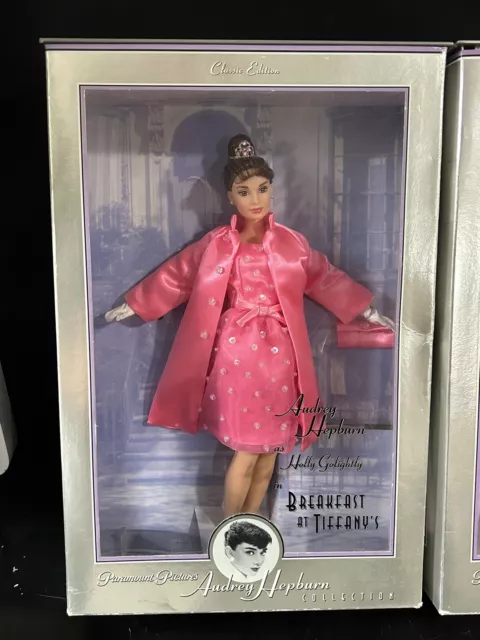 Classic Edition
Audrey
Hepburn
as
Holly Golightly
in
BREAKFAST
AT TIFFANY'S
Paramount Pictures
Audrey Hepburn
COLLECTION